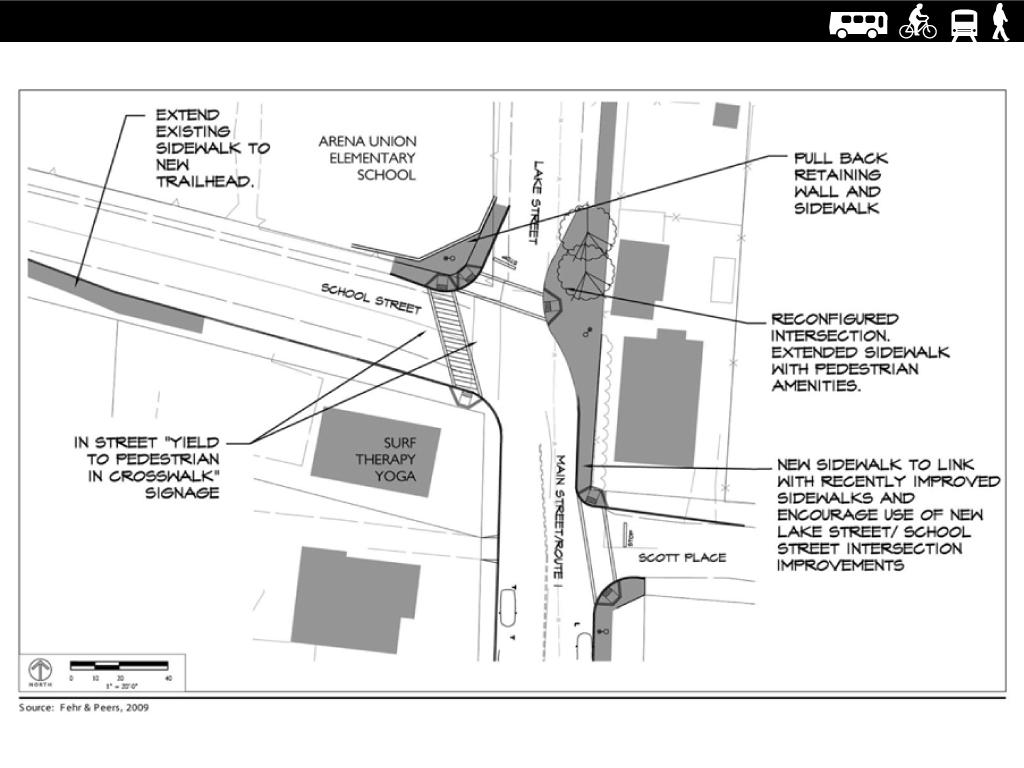 EXTEND
EXISTING
SIDEWALK TO
NEW
TRAILHEAD.
ARENA UNION
ELEMENTARY
SCHOOL
LAKE STREET
PULL BACK
RETAINING
WALL AND
SIDEWALK
SCHOOL STREET
RECONFIGURED
INTERSECTION.
EXTENDED SIDEWALK
WITH PEDESTRIAN
AMENITIES.
IN STREET "YIELD
TO PEDESTRIAN
IN CROSSWALK"
SIGNAGE
SURF
THERAPY
YOGA
MAIN STREET/ROUTE 1
NEW SIDEWALK TO LINK
WITH RECENTLY IMPROVED
SIDEWALKS AND
ENCOURAGE USE OF NEW
LAKE STREET/ SCHOOL
STREET INTERSECTION
IMPROVEMENTS
STOP
SCOTT PLACE
NORTH
0 10 20 40
1" = 20'0"
Source: Fehr & Peers, 2009